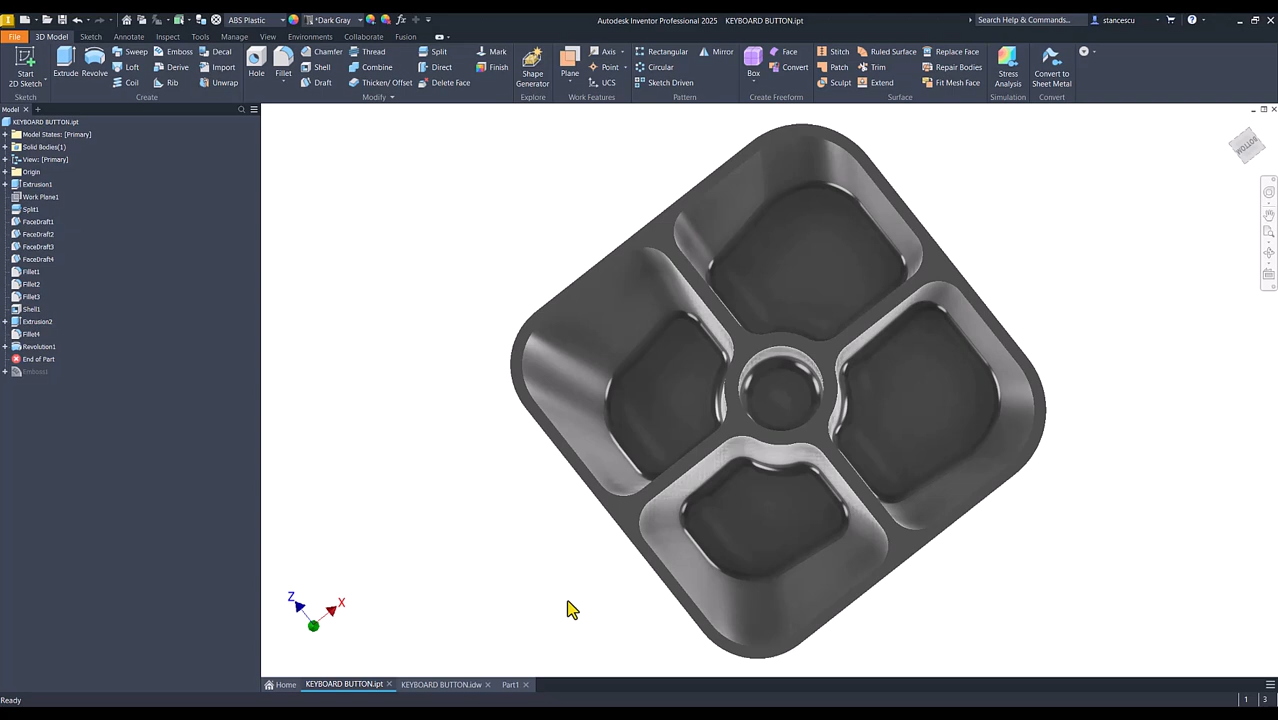 ABS Plastic
*Dark Gray
Autodesk Inventor Professional 2025 KEYBOARD BUTTON.ipt
Search Help & Commands...
stancescu
File
3D Model
Sketch
Annotate
Inspect
Tools
Manage
View
Environments
Collaborate
Fusion
Start
2D Sketch
Extrude
Revolve
Sweep
Emboss
Decal
Loft
Derive
Import
Coil
Rib
Unwrap
Hole
Fillet
Chamfer
Thread
Split
Shell
Combine
Direct
Draft
Thicken/ Offset
Delete Face
Mark
Finish
Shape
Generator
Plane
Axis
Point
UCS
Rectangular
Mirror
Circular
Sketch Driven
Box
Face
Convert
Stitch
Ruled Surface
Replace Face
Patch
Trim
Repair Bodies
Sculpt
Extend
Fit Mesh Face
Stress
Analysis
Convert to
Sheet Metal
Sketch
Create
Modify
Explore
Work Features
Pattern
Create Freeform
Surface
Simulation
Convert
Model
KEYBOARD BUTTON.ipt
Model States: [Primary]
Solid Bodies(1)
View: [Primary]
Origin
Extrusion1
Work Plane1
Split1
FaceDraft1
FaceDraft2
FaceDraft3
FaceDraft4
Fillet1
Fillet2
Fillet3
Shell1
Extrusion2
Fillet4
Revolution1
End of Part
Emboss1
BOTTOM
Z
X
Home
KEYBOARD BUTTON.ipt
KEYBOARD BUTTON.idw
Part1
Ready
1
3